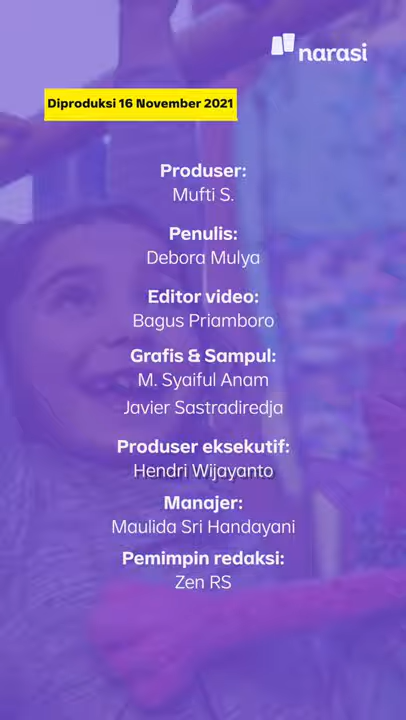 narasi
Diproduksi 16 November 2021
Produser:
Mufti S.
Penulis:
Debora Mulya
Editor video:
Bagus Priamboro
Grafis & Sampul:
M. Syaiful Anam
Javier Sastradiredja
Produser eksekutif:
Hendri Wijayanto
Manajer:
Maulida Sri Handayani
Pemimpin redaksi:
Zen RS